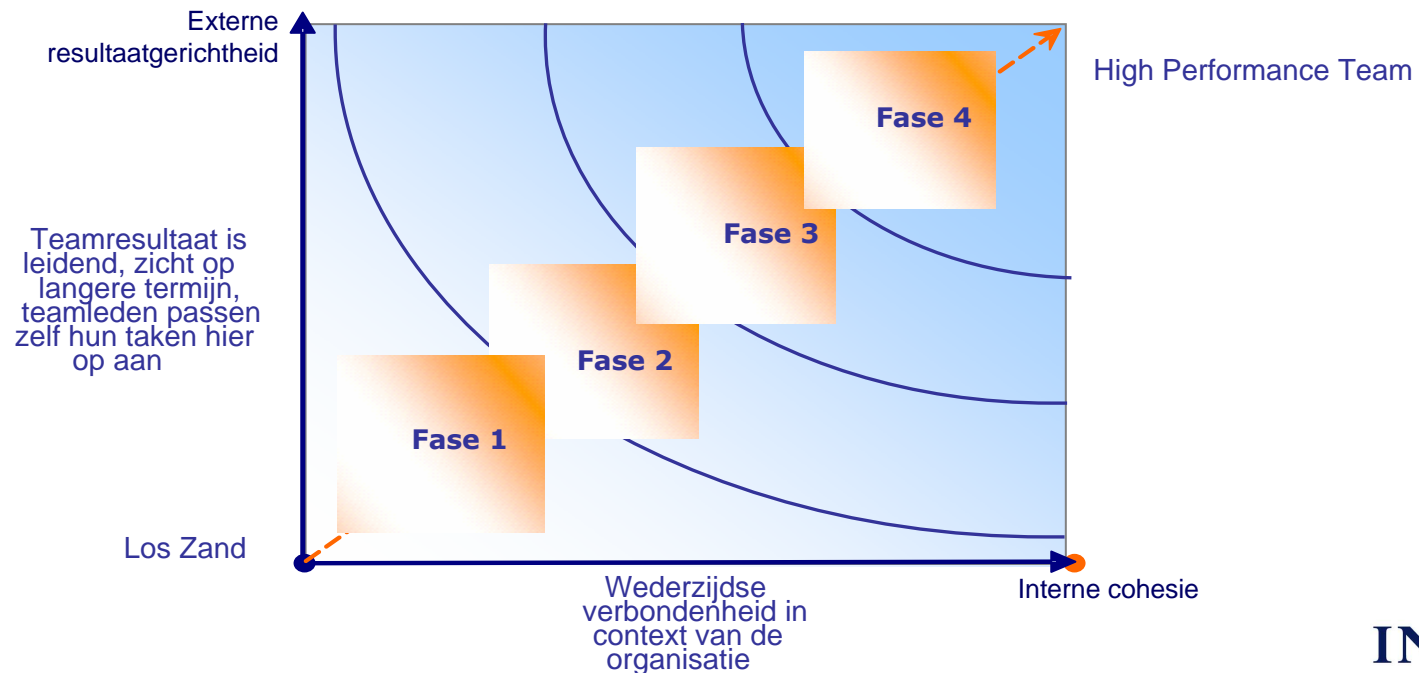 Externe
resultaatgerichtheid
High Performance Team
Fase 4
Fase 3
Teamresultaat is
leidend, zicht op
langere termijn,
teamleden passen
zelf hun taken hier
op aan
Fase 2
Fase 1
Los Zand
Interne cohesie
Wederzijdse
verbondenheid in
context van de
organisatie